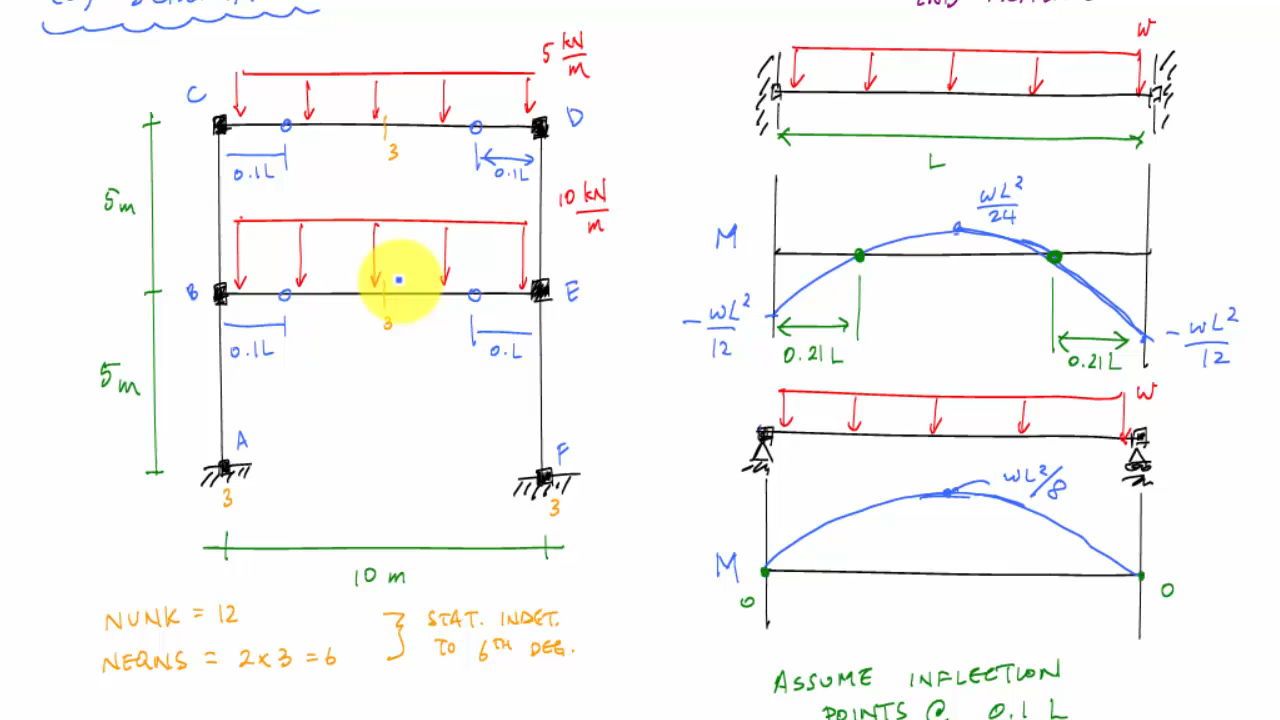 5 kN/m
C
D
3
0.1L
0.1L
5m
10 kN/m
B
E
3
0.1L
0.L
5m
A
F
3
3
10 m
NUNK = 12
NEQNS = 2x3 = 6
} STAT. INDET.
TO 6TH DEG.
W
L
M
wL²/24
-wL²/12
-wL²/12
0.21L
0.21L
W
wL²/8
M
0
0
ASSUME INFLECTION
POINTS @ 0.1 L